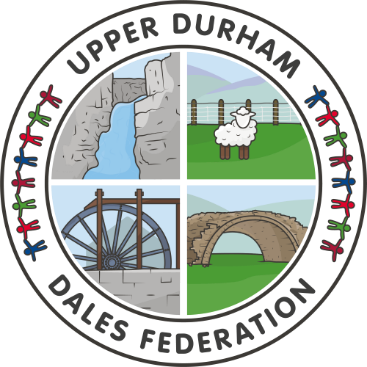 UPPER DURHAM
DALES FEDERATION